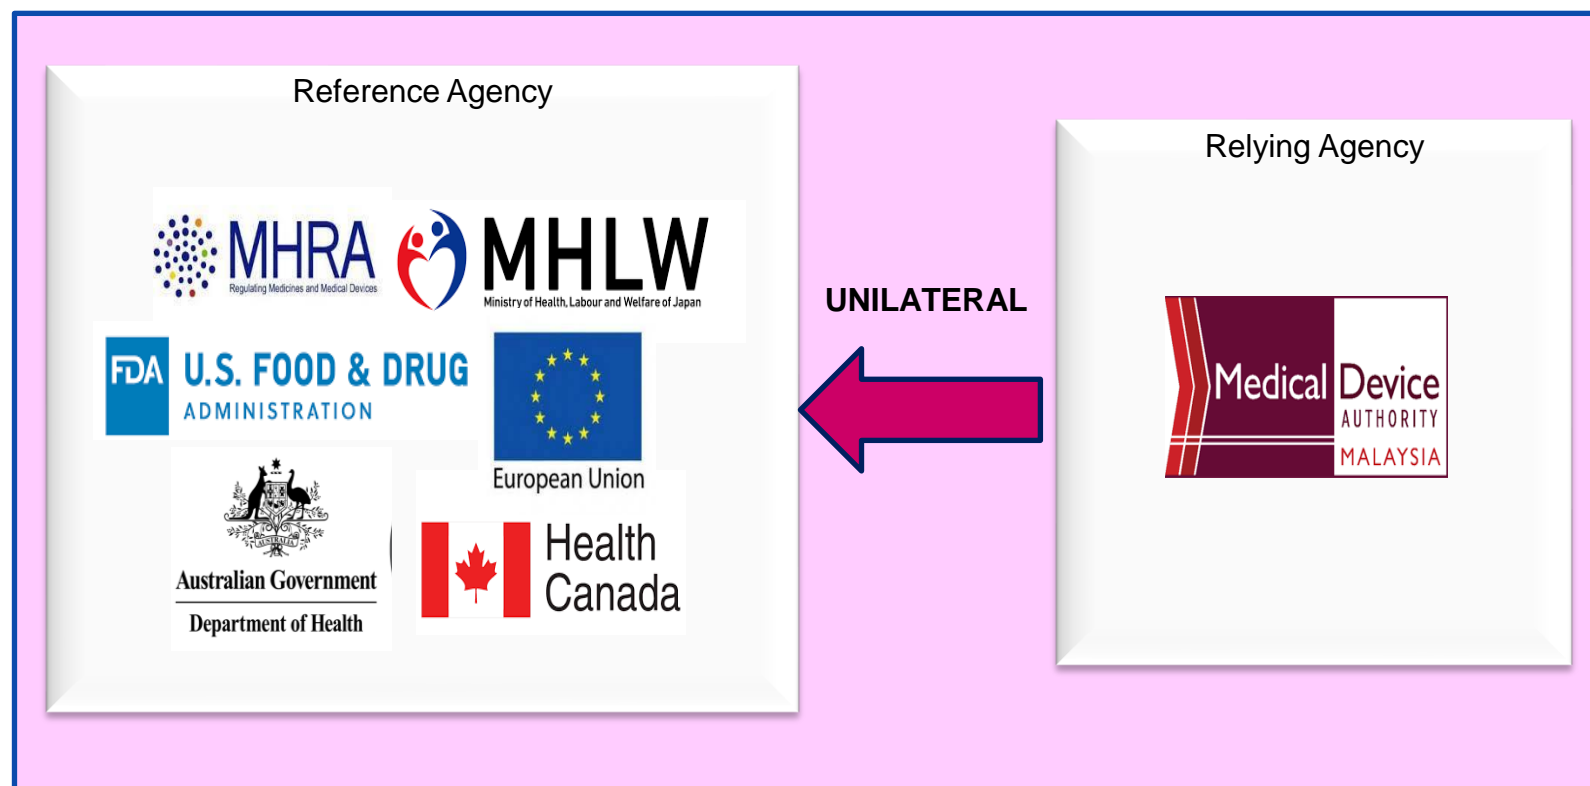 Reference Agency
MHRA
Regulating Medicines and Medical Devices
MHLW
Ministry of Health, Labour and Welfare of Japan
FDA
U.S. FOOD & DRUG
ADMINISTRATION
European Union
AUSTRALIA
Australian Government
Department of Health
Health
Canada
UNILATERAL
Relying Agency
Medical Device
AUTHORITY
MALAYSIA